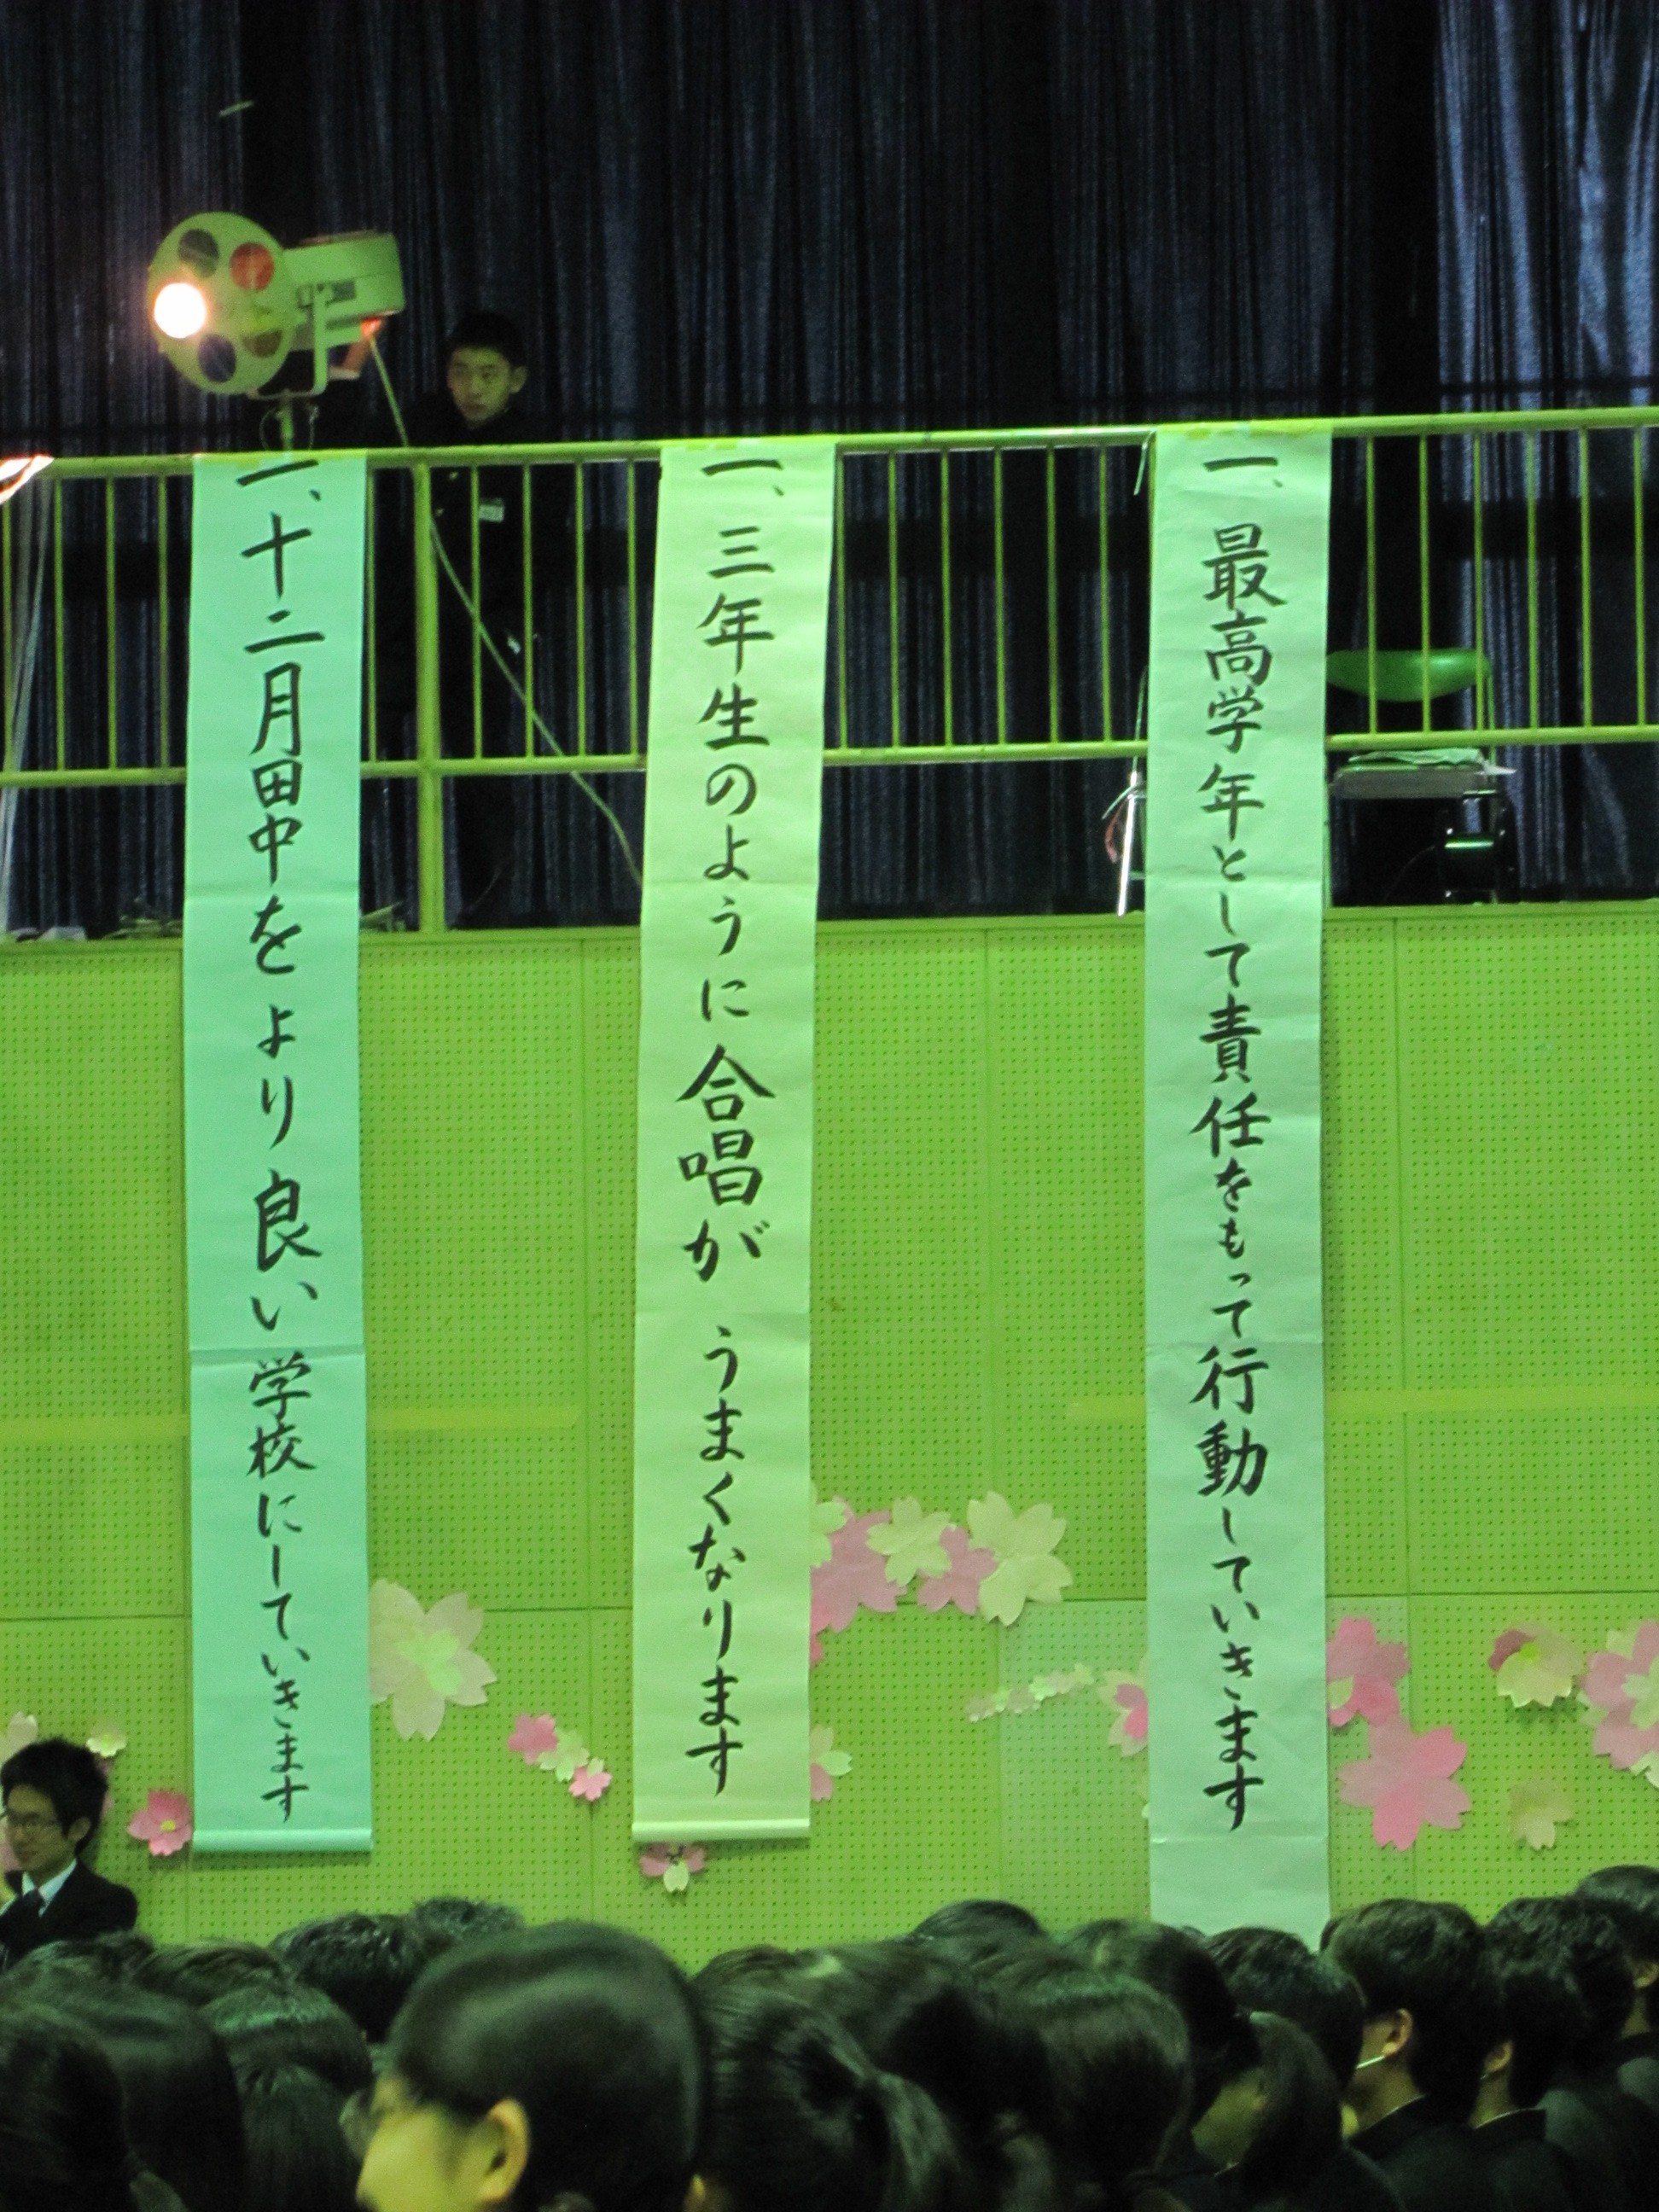 一、最高学年として責任をもって行動していきます
一、三年生のように合唱がうまくなります
一、十二月田中をより良い学校にしていきます